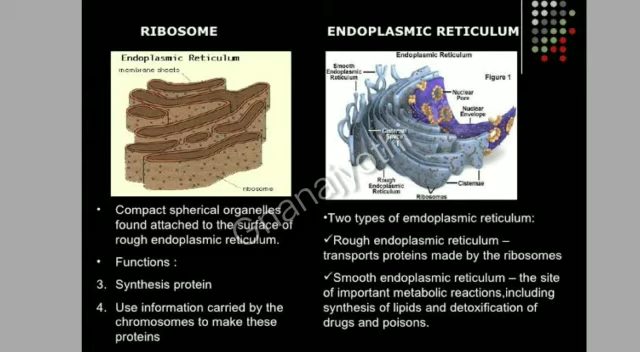 RIBOSOME
Endoplasmic Reticulum
membrane sheets
ribosome
• Compact spherical organelles
found attached to the surface of
rough endoplasmic reticulum.
• Functions :
3. Synthesis protein
4. Use information carried by the
chromosomes to make these
proteins
ENDOPLASMIC RETICULUM
Endoplasmic Reticulum
Smooth
Endoplasmic
Reticulum
Figure 1
Nuclear
Pore
Nuclear
Envelope
Cisternal
Space
Rough
Endoplasmic
Reticulum
Ribosomes
Cisternae
•Two types of emdoplasmic reticulum:
✓Rough endoplasmic reticulum –
transports proteins made by the ribosomes
✓Smooth endoplasmic reticulum – the site
of important metabolic reactions,including
synthesis of lipids and detoxification of
drugs and poisons.
Gnanajyothi